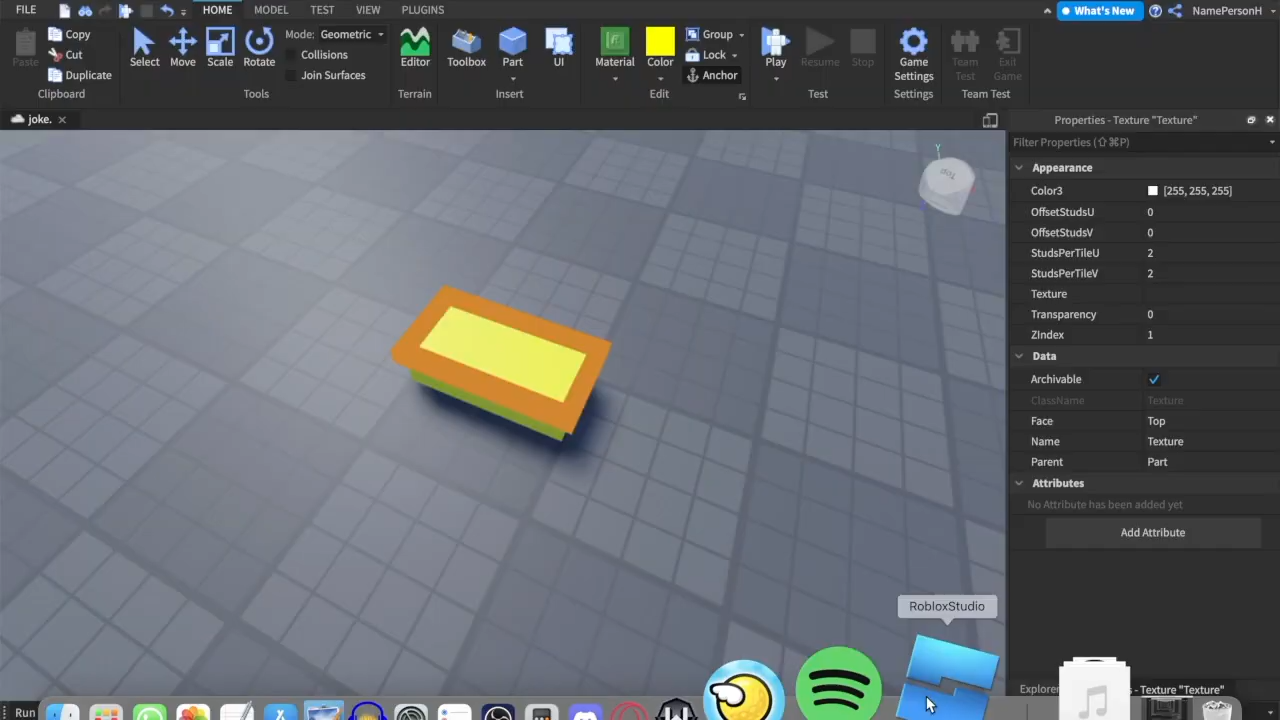 FILE HOME MODEL TEST VIEW PLUGINS What's New NamePersonH
Paste Copy Cut Duplicate Clipboard
Select Move Scale Rotate Mode: Geometric Collisions Join Surfaces Tools
Editor Terrain
Toolbox Part UI Insert
Material Color Group Lock Anchor Edit
Play Resume Stop Test
Game Settings Settings
Team Test Exit Game Team Test
joke.
Properties - Texture "Texture"
Filter Properties (⇧⌘P)
Appearance
Color3 [255, 255, 255]
OffsetStudsU 0
OffsetStudsV 0
StudsPerTileU 2
StudsPerTileV 2
Texture
Transparency 0
ZIndex 1
Data
Archivable
ClassName Texture
Face Top
Name Texture
Parent Part
Attributes
No Attribute has been added yet
Add Attribute
Y
Top
RobloxStudio
Explorer s - Texture "Texture"
Run